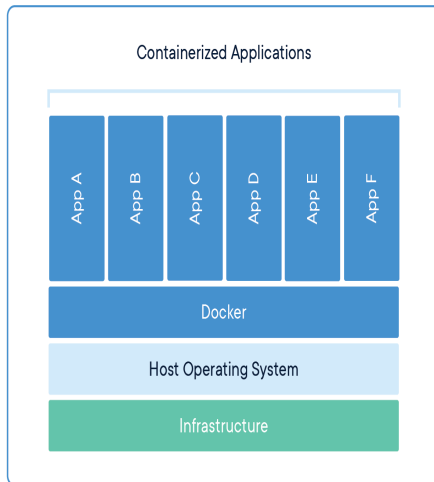 Containerized Applications
App A
App B
App C
App D
App E
App F
Docker
Host Operating System
Infrastructure